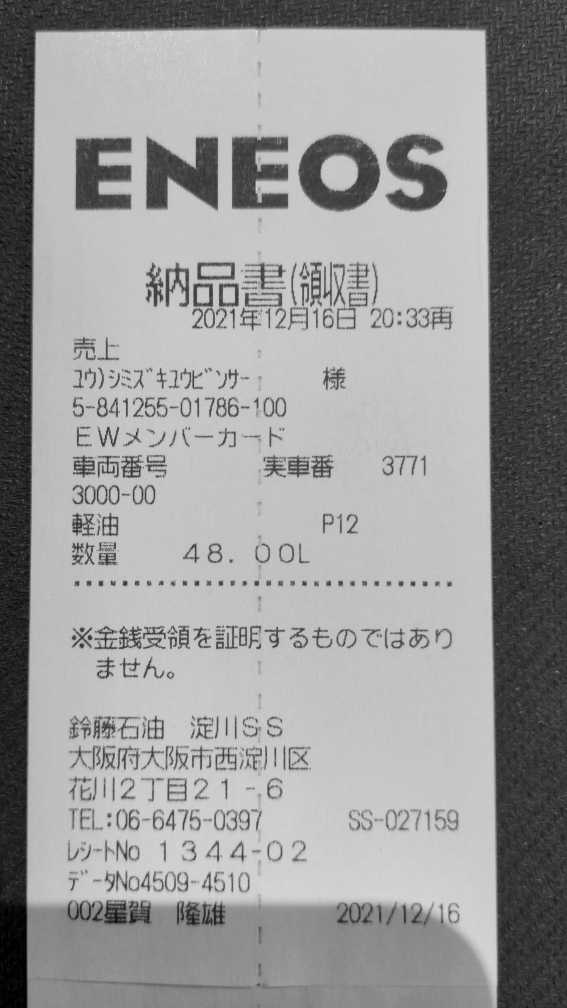 ENEOS
納品書(領収書)
2021年12月16日 20:33再
売上
ﾕｳ)ｼﾐｽﾞｷﾕｳﾋﾞﾝｻｰ 様
5-841255-01786-100
ＥＷメンバーカード
車両番号 実車番 3771
3000-00
軽油 P12
数量 ４８．００L
※金銭受領を証明するものではあり
ません。
鈴藤石油 淀川ＳＳ
大阪府大阪市西淀川区
花川２丁目２１－６
TEL:06-6475-0397 SS-027159
ﾚｼｰﾄNo １３４４-０２
ﾃﾞｰﾀNo4509-4510
002星賀 隆雄 2021/12/16